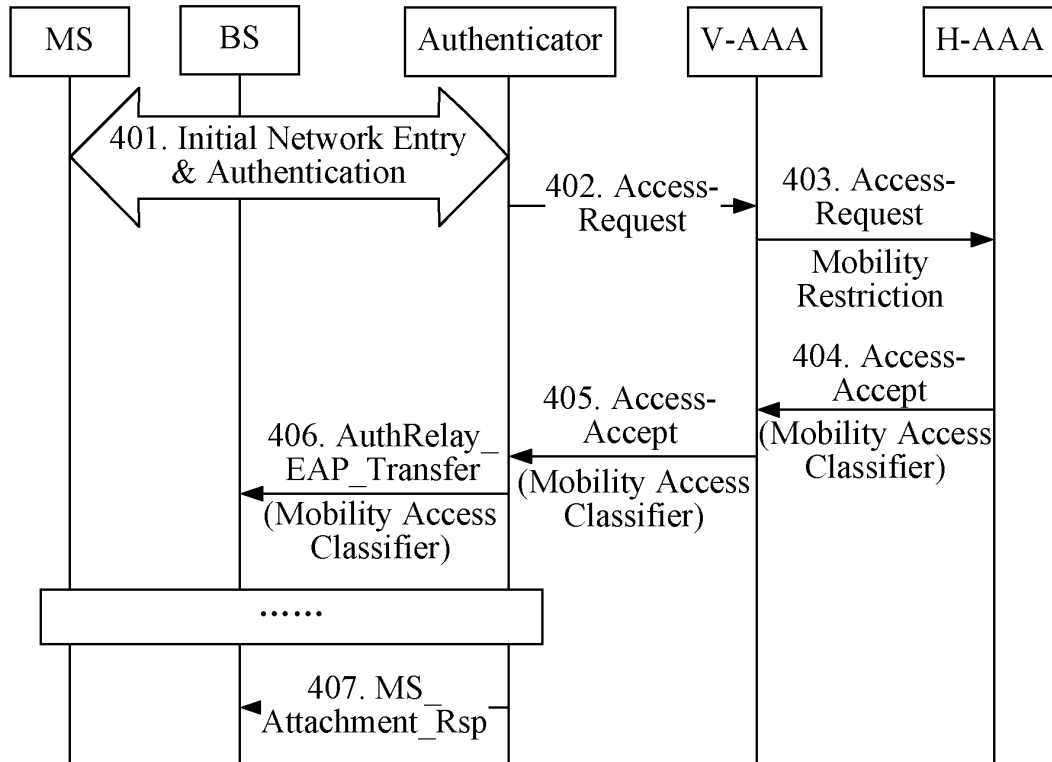 MS
BS
Authenticator
V-AAA
H-AAA
401. Initial Network Entry
& Authentication
402. Access-
Request
403. Access-
Request
Mobility
Restriction
404. Access-
Accept
(Mobility Access
Classifier)
405. Access-
Accept
(Mobility Access
Classifier)
406. AuthRelay_
EAP_Transfer
(Mobility Access
Classifier)
······
407. MS_
Attachment_Rsp